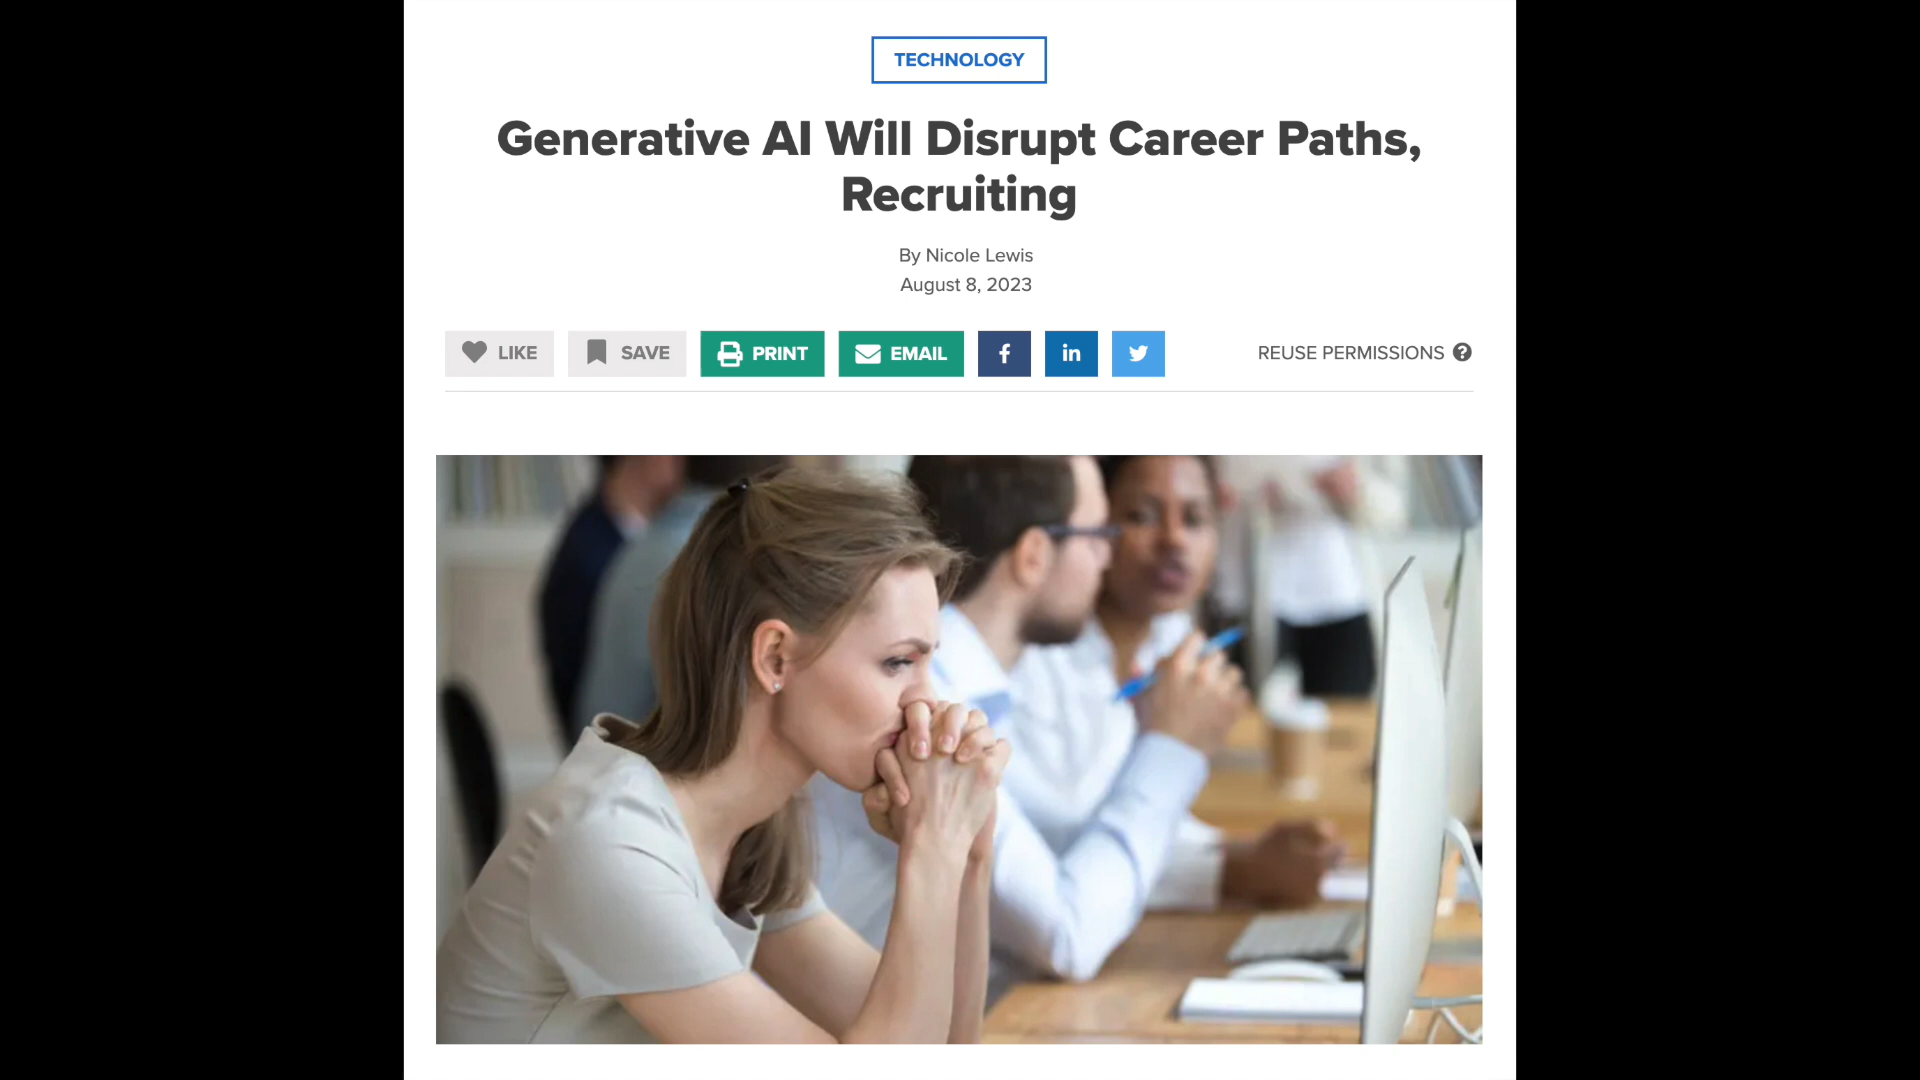 TECHNOLOGY
Generative AI Will Disrupt Career Paths,
Recruiting
By Nicole Lewis
August 8, 2023
LIKE SAVE PRINT EMAIL f in REUSE PERMISSIONS ?